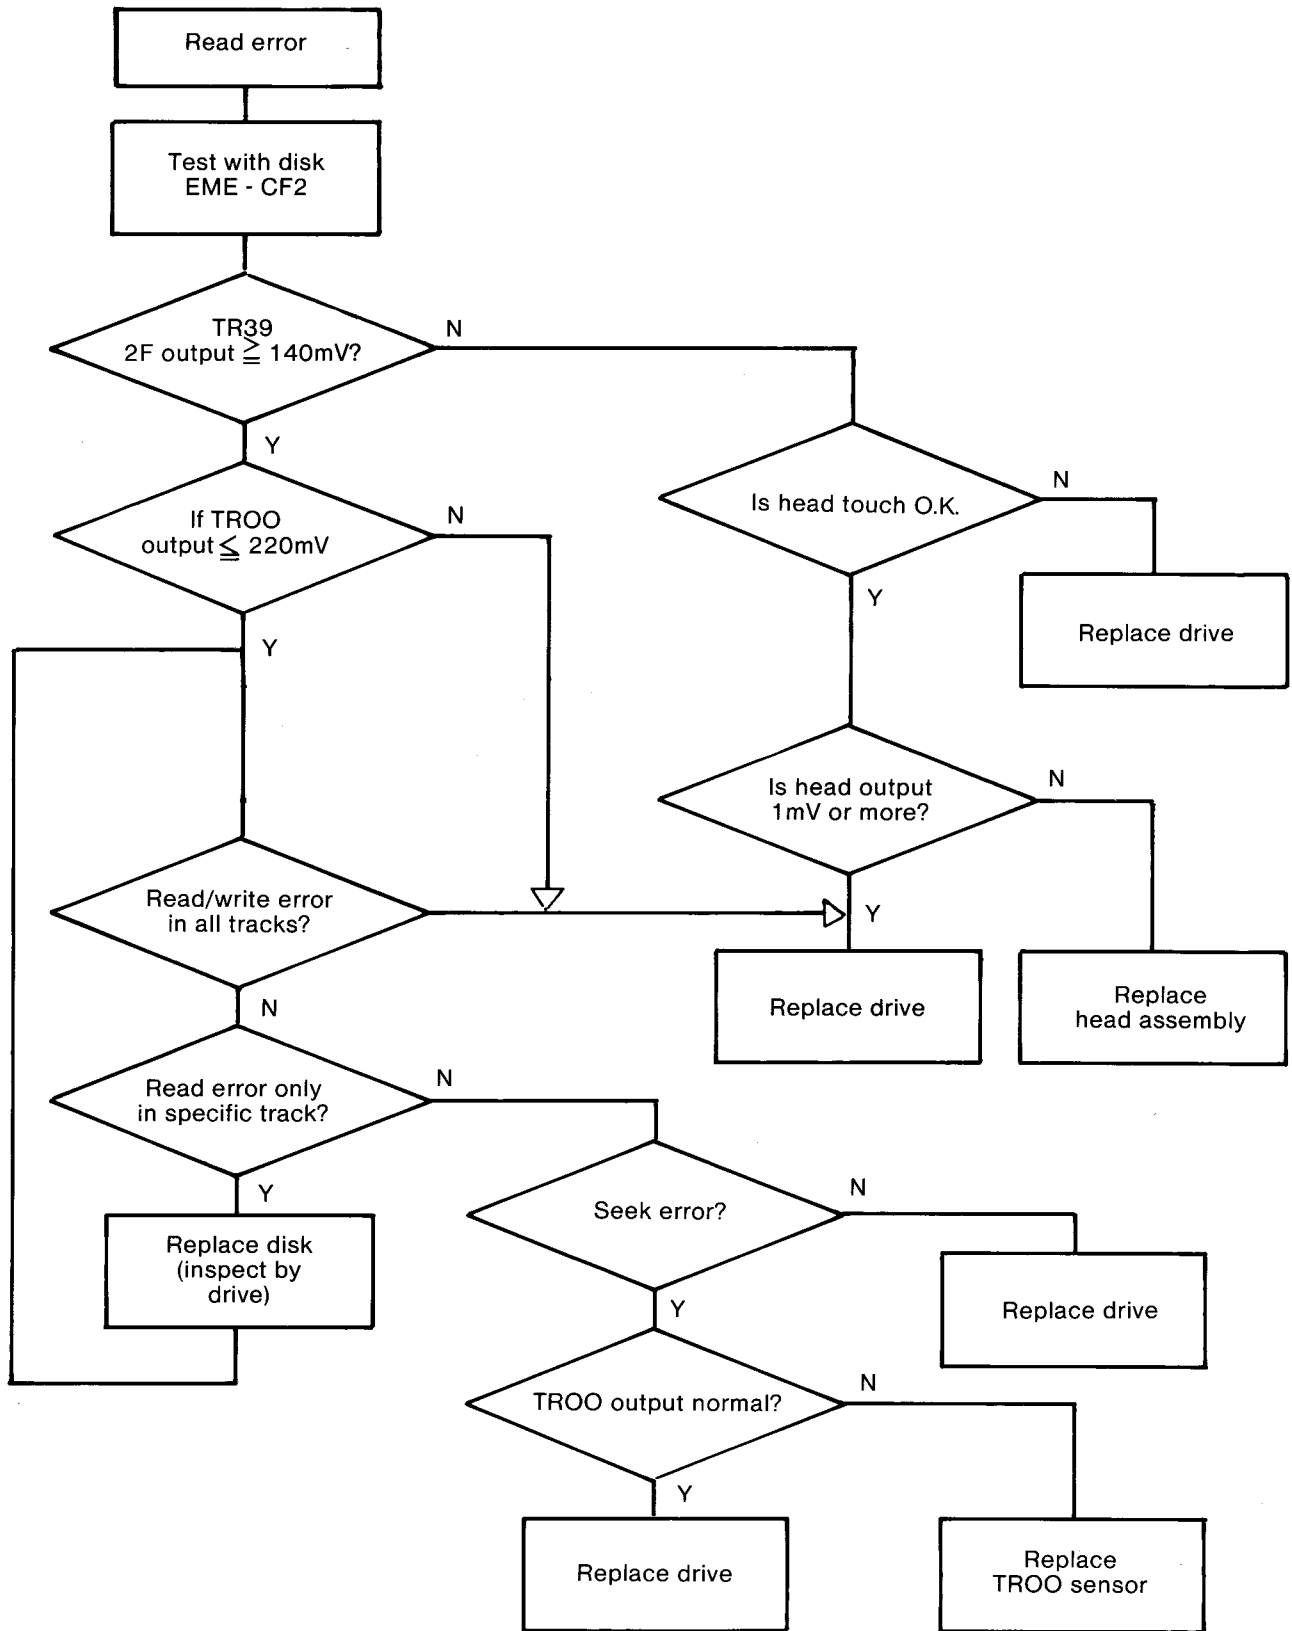 Read error
Test with disk
EME - CF2
TR39
2F output ≧ 140mV?
N
Y
If TROO
output ≦ 220mV
N
Y
Is head touch O.K.
N
Y
Replace drive
Is head output
1mV or more?
N
Y
Read/write error
in all tracks?
N
Replace drive
Replace
head assembly
Read error only
in specific track?
N
Y
Replace disk
(inspect by
drive)
Seek error?
N
Y
Replace drive
TROO output normal?
N
Y
Replace drive
Replace
TROO sensor